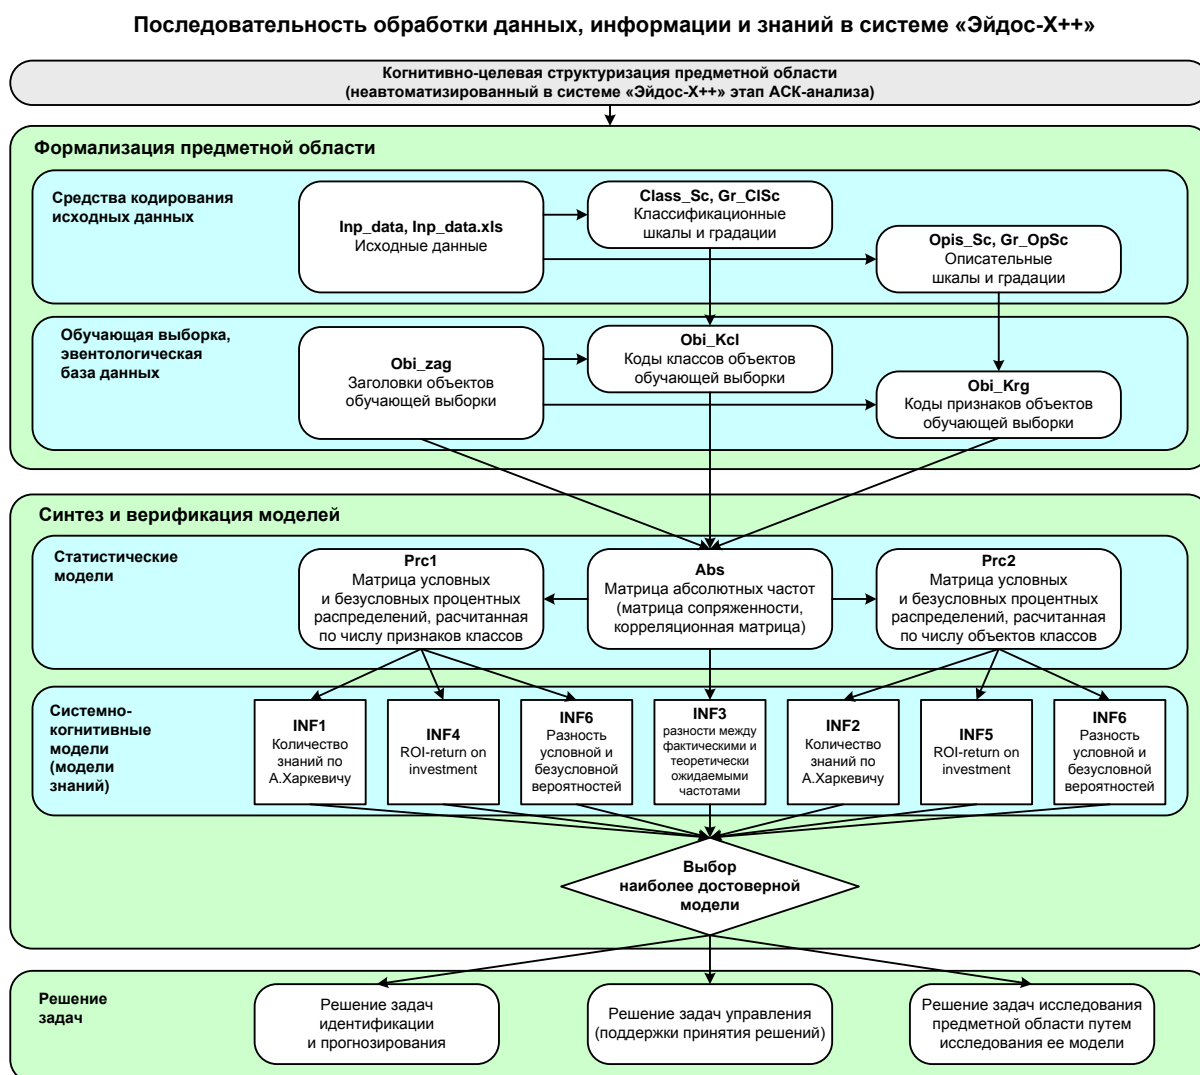 Последовательность обработки данных, информации и знаний в системе «Эйдос-X++»
Когнитивно-целевая структуризация предметной области
(неавтоматизированный в системе «Эйдос-X++» этап АСК-анализа)
Формализация предметной области
Средства кодирования
исходных данных
Inp_data, Inp_data.xls
Исходные данные
Class_Sc, Gr_ClSc
Классификационные
шкалы и градации
Opis_Sc, Gr_OpSc
Описательные
шкалы и градации
Обучающая выборка,
эвентологическая
база данных
Obi_zag
Заголовки объектов
обучающей выборки
Obi_Kcl
Коды классов объектов
обучающей выборки
Obi_Krg
Коды признаков объектов
обучающей выборки
Синтез и верификация моделей
Статистические
модели
Prc1
Матрица условных
и безусловных процентных
распределений, расчитанная
по числу признаков классов
Abs
Матрица абсолютных частот
(матрица сопряженности,
корреляционная матрица)
Prc2
Матрица условных
и безусловных процентных
распределений, расчитанная
по числу объектов классов
Системно-
когнитивные
модели
(модели
знаний)
INF1
Количество
знаний по
А.Харкевичу
INF4
ROI-return on
investment
INF6
Разность
условной и
безусловной
вероятностей
INF3
разности между
фактическими и
теоретически
ожидаемыми
частотами
INF2
Количество
знаний по
А.Харкевичу
INF5
ROI-return on
investment
INF6
Разность
условной и
безусловной
вероятностей
Выбор
наиболее достоверной
модели
Решение
задач
Решение задач
идентификации
и прогнозирования
Решение задач управления
(поддержки принятия решений)
Решение задач исследования
предметной области путем
исследования ее модели